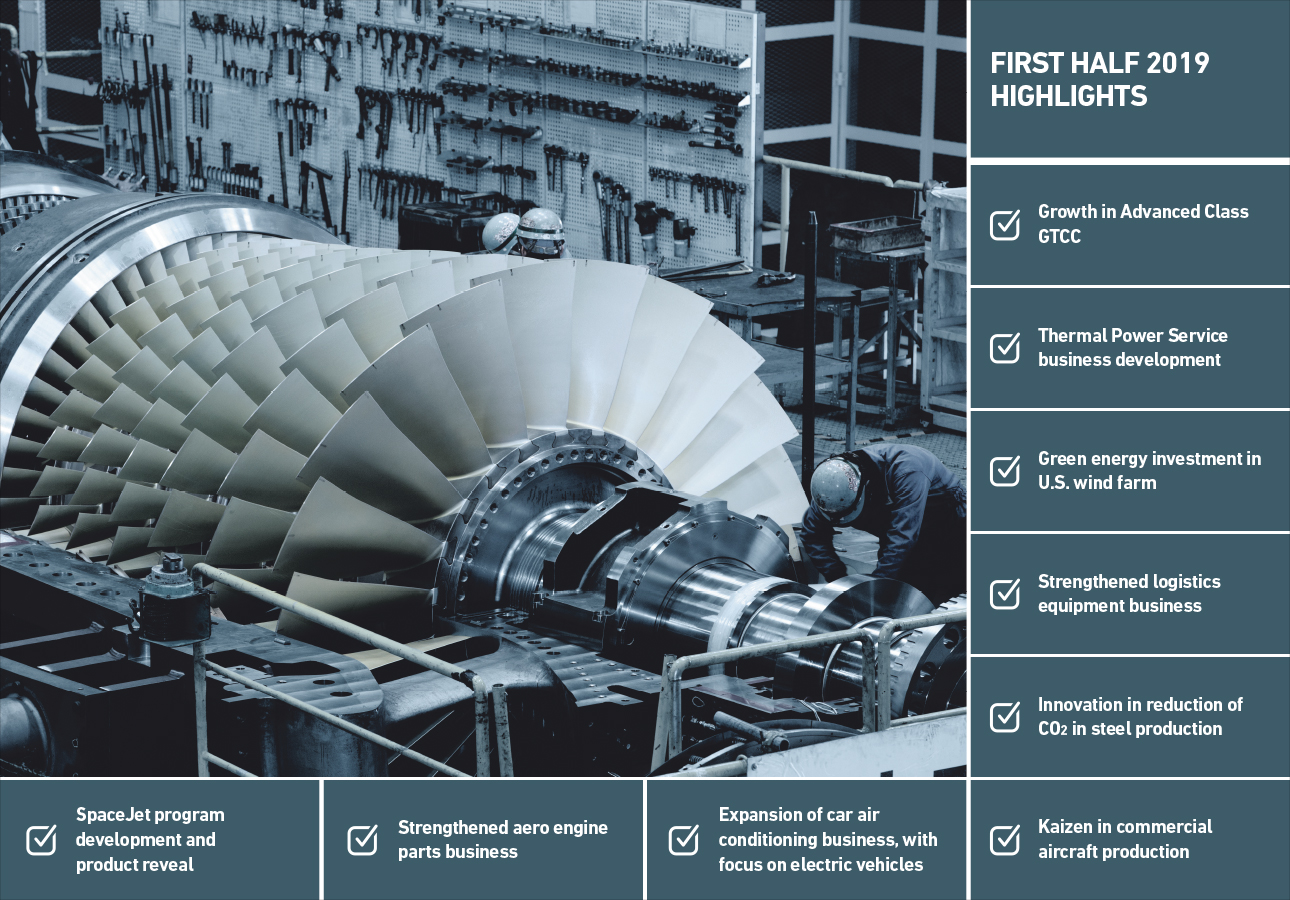 FIRST HALF 2019
HIGHLIGHTS
Growth in Advanced Class
GTCC
Thermal Power Service
business development
Green energy investment in
U.S. wind farm
Strengthened logistics
equipment business
Innovation in reduction of
CO₂ in steel production
SpaceJet program
development and
product reveal
Strengthened aero engine
parts business
Expansion of car air
conditioning business, with
focus on electric vehicles
Kaizen in commercial
aircraft production